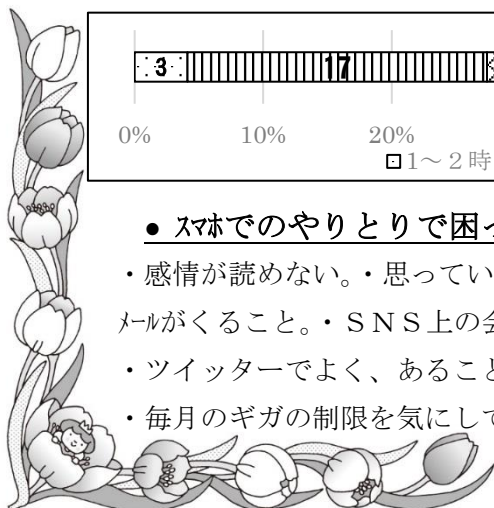 3 17
0% 10% 20%
1～２時
● スマホでのやりとりで困っ
・感情が読めない。・思ってい
メールがくること。・ＳＮＳ上の会
・ツイッターでよく、あること
・毎月のギガの制限を気にして